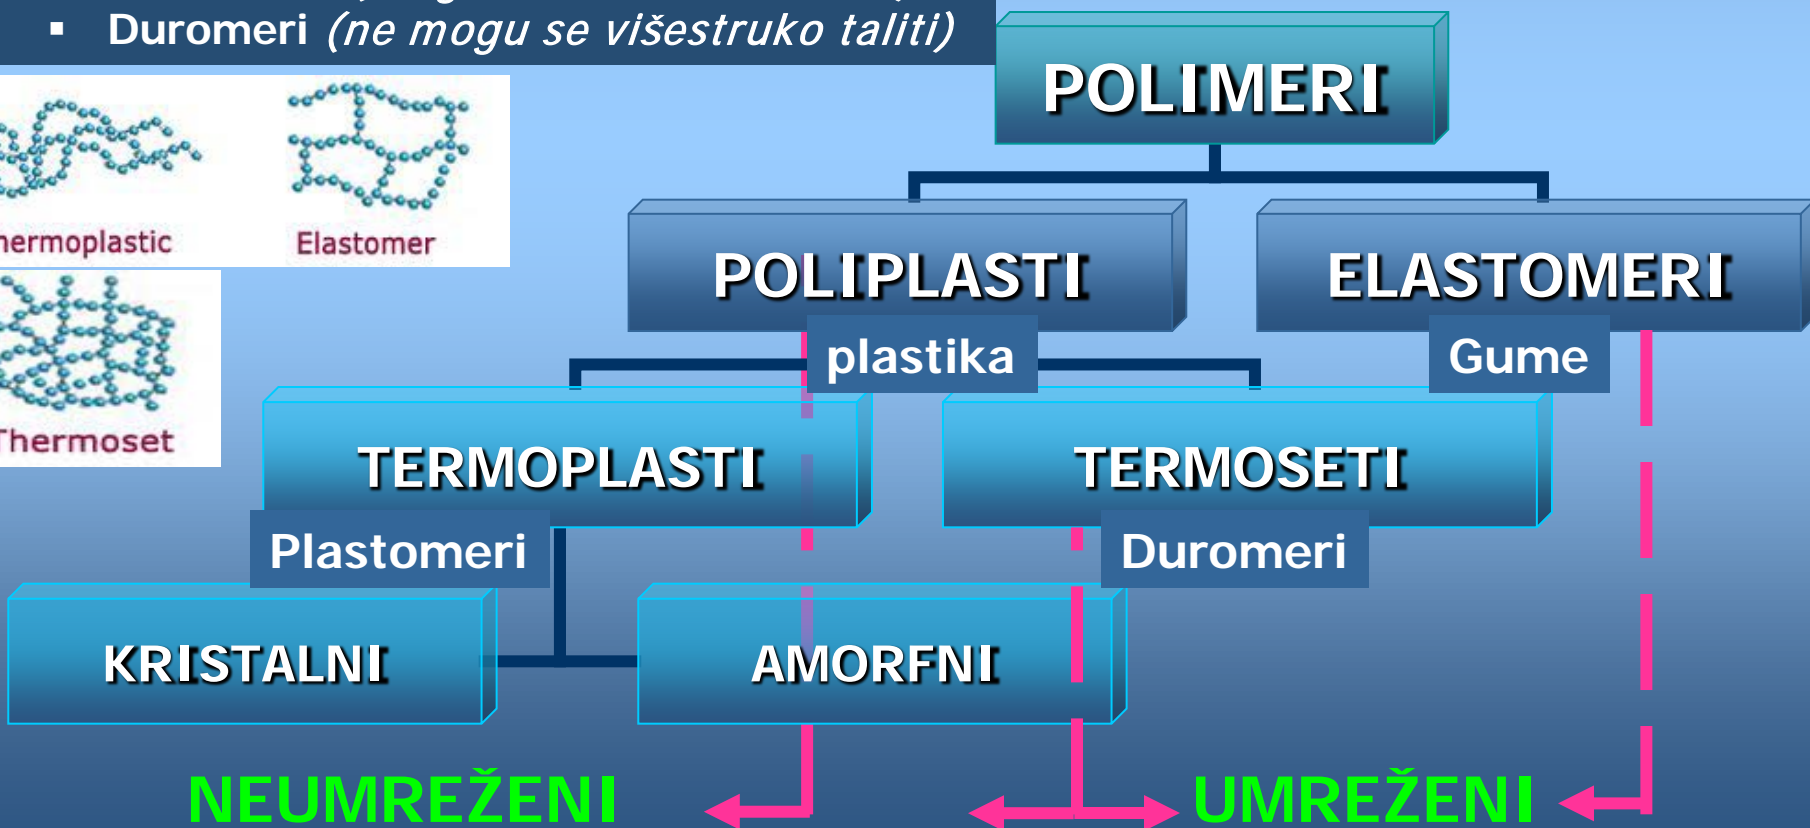 ▪ Duromeri (ne mogu se višestruko taliti)
POLIMERI
Elastomer
POLIPLASTI
ELASTOMERI
plastika
Gume
Thermoset
TERMOPLASTI
TERMOSETI
Plastomeri
Duromeri
KRISTALNI
AMORFNI
NEUMREŽENI
UMREŽENI